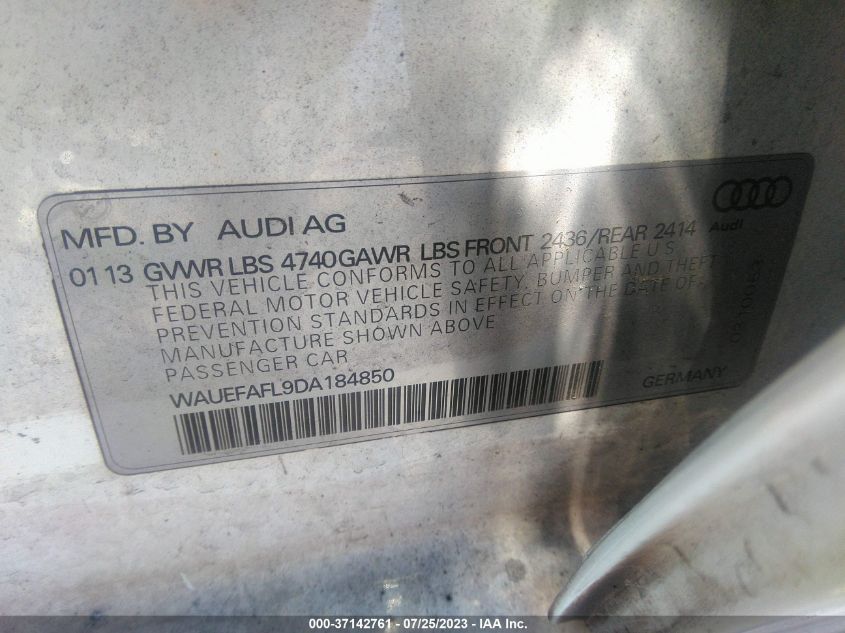 MFD. BY AUDI AG
Audi
01 13 GVWR LBS 4740 GAWR LBS FRONT 2436/REAR 2414
THIS VEHICLE CONFORMS TO ALL APPLICABLE U.S.
FEDERAL MOTOR VEHICLE SAFETY, BUMPER AND THEFT
PREVENTION STANDARDS IN EFFECT ON THE DATE OF
MANUFACTURE SHOWN ABOVE
PASSENGER CAR
WAUEFAFL9DA184850
GERMANY
000-37142761 - 07/25/2023 - IAA Inc.